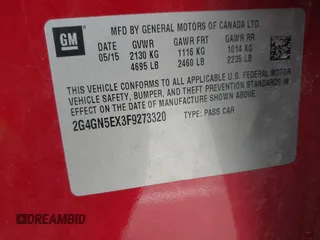 GM
MFD BY GENERAL MOTORS OF CANADA LTD.
DATE GVWR GAWR FRT GAWR RR
05/15 2130 KG 1116 KG 1014 KG
4695 LB 2460 LB 2235 LB
THIS VEHICLE CONFORMS TO ALL APPLICABLE U.S. FEDERAL MOTOR
VEHICLE SAFETY, BUMPER, AND THEFT PREVENTION STANDARDS IN
EFFECT ON THE DATE OF MANUFACTURE SHOWN ABOVE.
2G4GN5EX3F9273320 TYPE: PASS CAR
DREAMBID